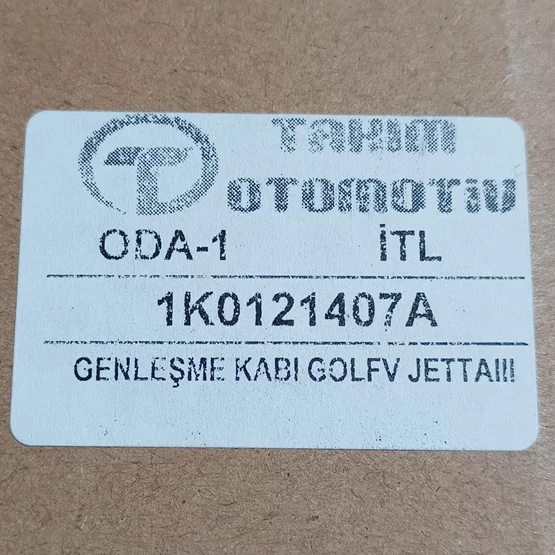 TAKIM
OTOMOTİV
ODA-1 İTL
1K0121407A
GENLEŞME KABI GOLFV JETTAIII